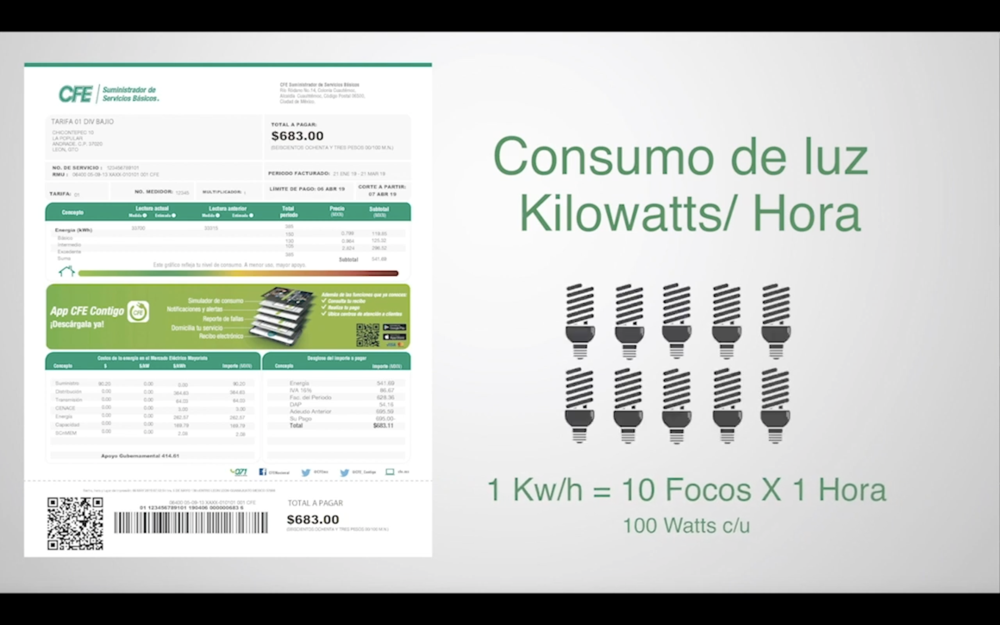 CFE Suministrador de
Servicios Básicos.
CFE Suministrador de Servicios Básicos
Río Ródano No.14, Colonia Cuauhtémoc,
Alcaldía Cuauhtémoc, Código Postal 06500,
Ciudad de México.
TARIFA 01 DIV BAJIO
CHICONTEPEC 10
LA POPULAR
ANDRADE. C.P. 37020
LEON, GTO
TOTAL A PAGAR:
$683.00
(SEISCIENTOS OCHENTA Y TRES PESOS 00/100 M.N.)
NO. DE SERVICIO : 123456789101
RMU : 06400 05-09-13 XAXX-010101 001 CFE
PERIODO FACTURADO: 21 ENE 19 - 21 MAR 19
TARIFA: 01
NO. MEDIDOR: 12345
MULTIPLICADOR: 1
LÍMITE DE PAGO: 06 ABR 19
CORTE A PARTIR:
07 ABR 19
Concepto Lectura actual Lectura anterior Total periodo Precio (MXN) Subtotal (MXN)
Medida Estimada Medida Estimada
Energía (kWh) 33700 33315 385
Básico 150 0.799 119.85
Intermedio 130 0.964 125.32
Excedente 105 2.824 296.52
Suma 385 Subtotal 541.69
Este gráfico refleja tu nivel de consumo. A menor uso, mayor apoyo.
App CFE Contigo
¡Descárgala ya!
CFE
Simulador de consumo
Notificaciones y alertas
Reporte de fallas
Domicilia tu servicio
Recibo electrónico
Además de las funciones que ya conoces:
Consulta tu recibo
Realiza tu pago
Ubica centros de atención a clientes
Google Play
App Store
VISA
Costos de la energía en el Mercado Eléctrico Mayorista
Concepto $ $/kW $/kWh Importe (MXN)
Suministro 90.20 0.00 0.00 90.20
Distribución 0.00 0.00 364.63 364.63
Transmisión 0.00 0.00 64.03 64.03
CENACE 0.00 0.00 3.00 3.00
Energía 0.00 0.00 262.57 262.57
Capacidad 0.00 0.00 169.79 169.79
SCnMEM 0.00 0.00 2.08 2.08
Apoyo Gubernamental 414.61
Desglose del importe a pagar
Concepto Importe (MXN)
Energía 541.69
IVA 16% 86.67
Fac. del Periodo 628.36
DAP 54.16
Adeudo Anterior 695.59
Su Pago 695.00-
Total $683.11
071
CFENacional
@CFEmx
@CFE_Contigo
cfe.mx
06400 05-09-13 XAXX-010101 001 CFE
01 123456789101 190406 000000683 6
TOTAL A PAGAR
$683.00
(SEISCIENTOS OCHENTA Y TRES PESOS 00/100 M.N.)
Consumo de luz
Kilowatts/ Hora
1 Kw/h = 10 Focos X 1 Hora
100 Watts c/u